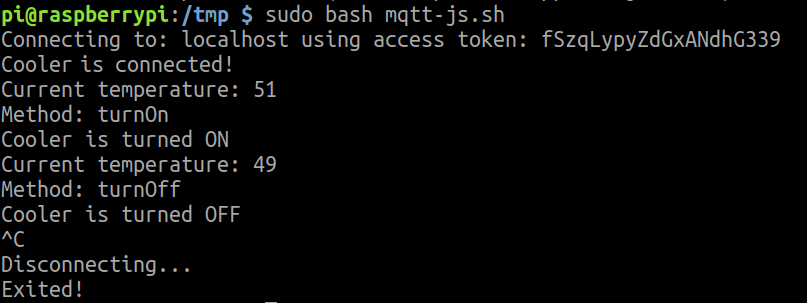 pi@raspberrypi:/tmp $ sudo bash mqtt-js.sh
Connecting to: localhost using access token: fSzqLypyZdGxANdhG339
Cooler is connected!
Current temperature: 51
Method: turnOn
Cooler is turned ON
Current temperature: 49
Method: turnOff
Cooler is turned OFF
^C
Disconnecting...
Exited!